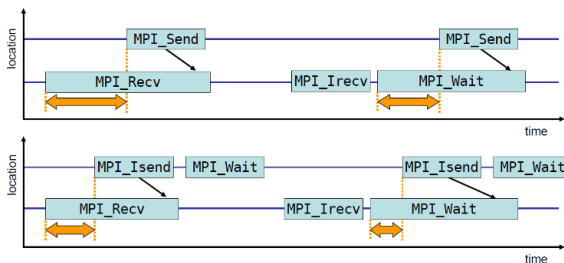 location
MPI_Send MPI_Send
MPI_Recv MPI_Irecv MPI_Wait
time
location
MPI_Isend MPI_Wait MPI_Isend MPI_Wait
MPI_Recv MPI_Irecv MPI_Wait
time